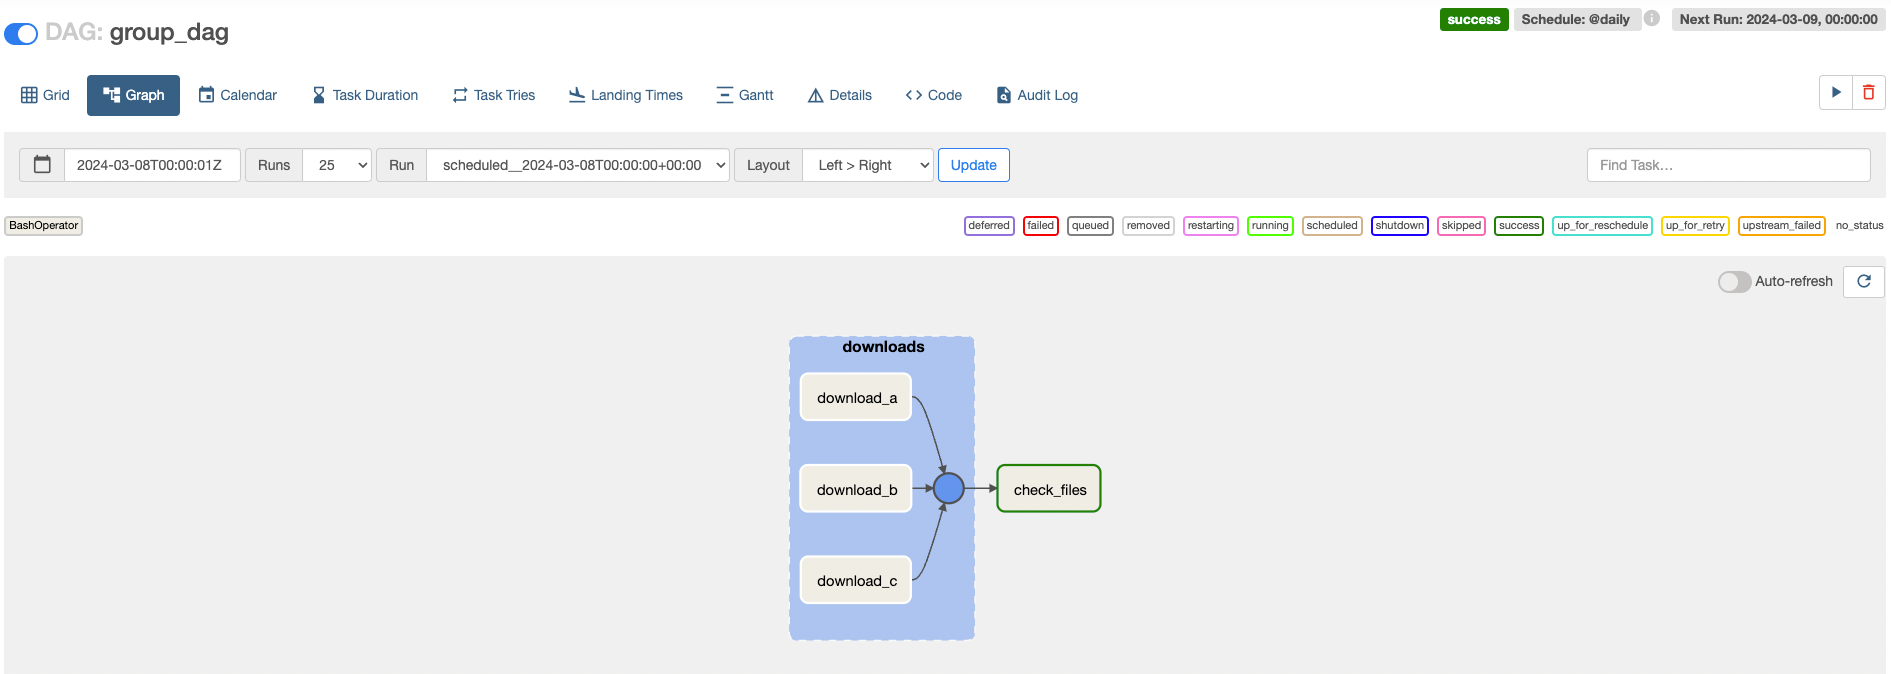 DAG: group_dag
success Schedule: @daily Next Run: 2024-03-09, 00:00:00
Grid Graph Calendar Task Duration Task Tries Landing Times Gantt Details Code Audit Log
2024-03-08T00:00:01Z Runs 25 Run scheduled__2024-03-08T00:00:00+00:00 Layout Left > Right Update Find Task...
BashOperator deferred failed queued removed restarting running scheduled shutdown skipped success up_for_reschedule up_for_retry upstream_failed no_status
Auto-refresh
downloads
download_a
download_b check_files
download_c